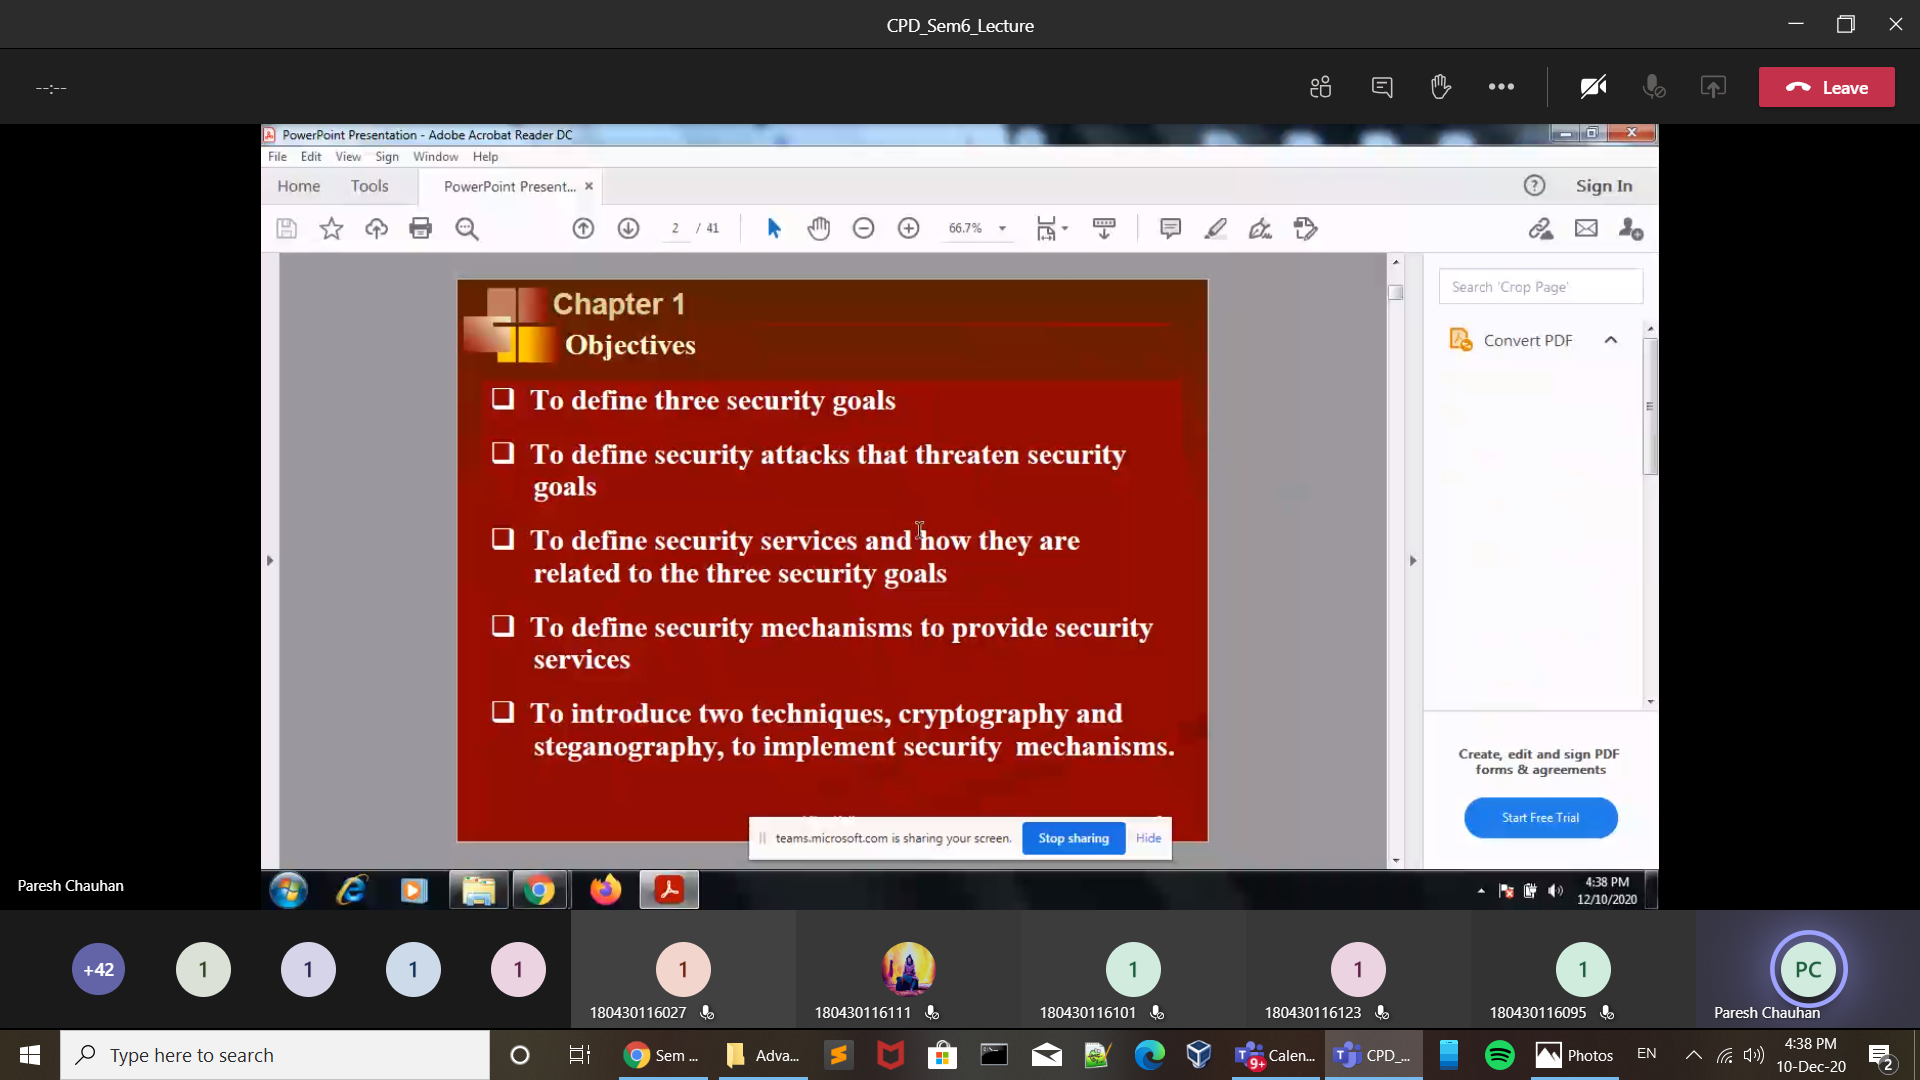 CPD_Sem6_Lecture
--:--
Leave
PowerPoint Presentation - Adobe Acrobat Reader DC
File Edit View Sign Window Help
Home Tools PowerPoint Present... ×
Sign In
2 / 41
66.7%
Chapter 1
Objectives
To define three security goals
To define security attacks that threaten security
goals
To define security services and how they are
related to the three security goals
To define security mechanisms to provide security
services
To introduce two techniques, cryptography and
steganography, to implement security mechanisms.
Search 'Crop Page'
Convert PDF
Create, edit and sign PDF
forms & agreements
Start Free Trial
teams.microsoft.com is sharing your screen. Stop sharing Hide
Paresh Chauhan
4:38 PM
12/10/2020
+42 1 1 1 1 1 1 1 1 PC
180430116027 180430116111 180430116101 180430116123 180430116095 Paresh Chauhan
Type here to search
Sem ... Adva... 9+ Calen... CPD_... Photos EN
4:38 PM
10-Dec-20
2